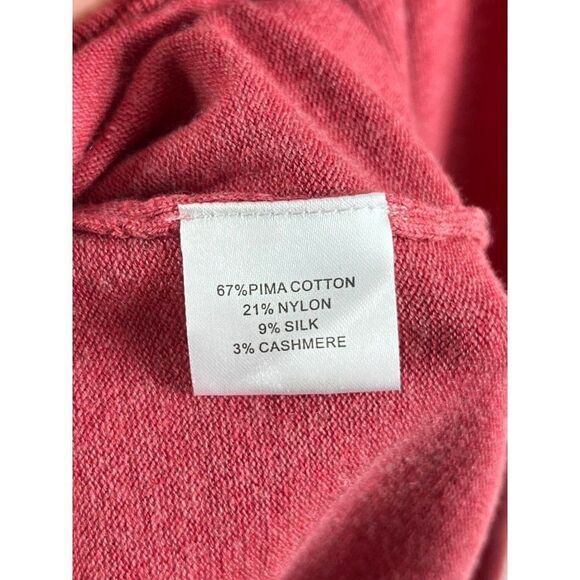 67%PIMA COTTON
21% NYLON
9% SILK
3% CASHMERE